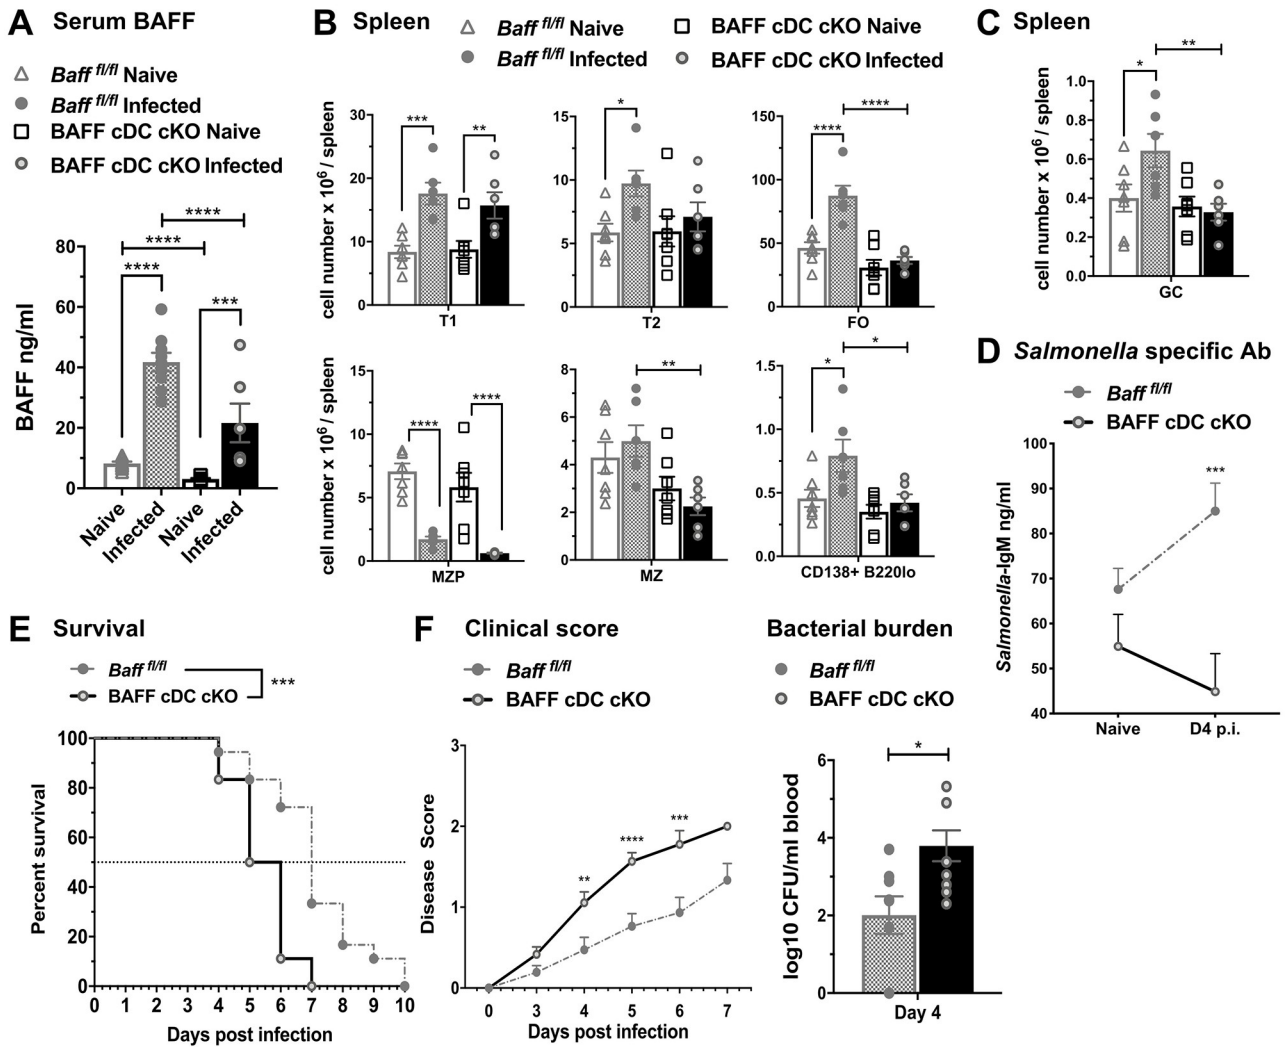 A Serum BAFF
Baff fl/fl Naive
Baff fl/fl Infected
BAFF cDC cKO Naive
BAFF cDC cKO Infected
****
****
****
***
BAFF ng/ml
80
60
40
20
0
Naive
Infected
Naive
Infected
B Spleen
Baff fl/fl Naive
Baff fl/fl Infected
BAFF cDC cKO Naive
BAFF cDC cKO Infected
cell number x 10^6 / spleen
30
20
10
0
***
**
T1
15
10
5
0
*
T2
150
100
50
0
****
****
FO
cell number x 10^6 / spleen
15
10
5
0
****
****
MZP
8
6
4
2
0
**
MZ
1.5
1.0
0.5
0.0
*
*
CD138+ B220lo
C Spleen
**
*
cell number x 10^6 / spleen
1.0
0.8
0.6
0.4
0.2
0.0
GC
D Salmonella specific Ab
Baff fl/fl
BAFF cDC cKO
Salmonella-IgM ng/ml
100
90
80
70
60
50
40
***
Naive D4 p.i.
E Survival
Baff fl/fl
BAFF cDC cKO
***
Percent survival
100
80
60
40
20
0
0 1 2 3 4 5 6 7 8 9 10
Days post infection
F Clinical score
Baff fl/fl
BAFF cDC cKO
Disease Score
3
2
1
0
**
****
***
0 3 4 5 6 7
Days post infection
Bacterial burden
Baff fl/fl
BAFF cDC cKO
*
log10 CFU/ml blood
6
4
2
0
Day 4